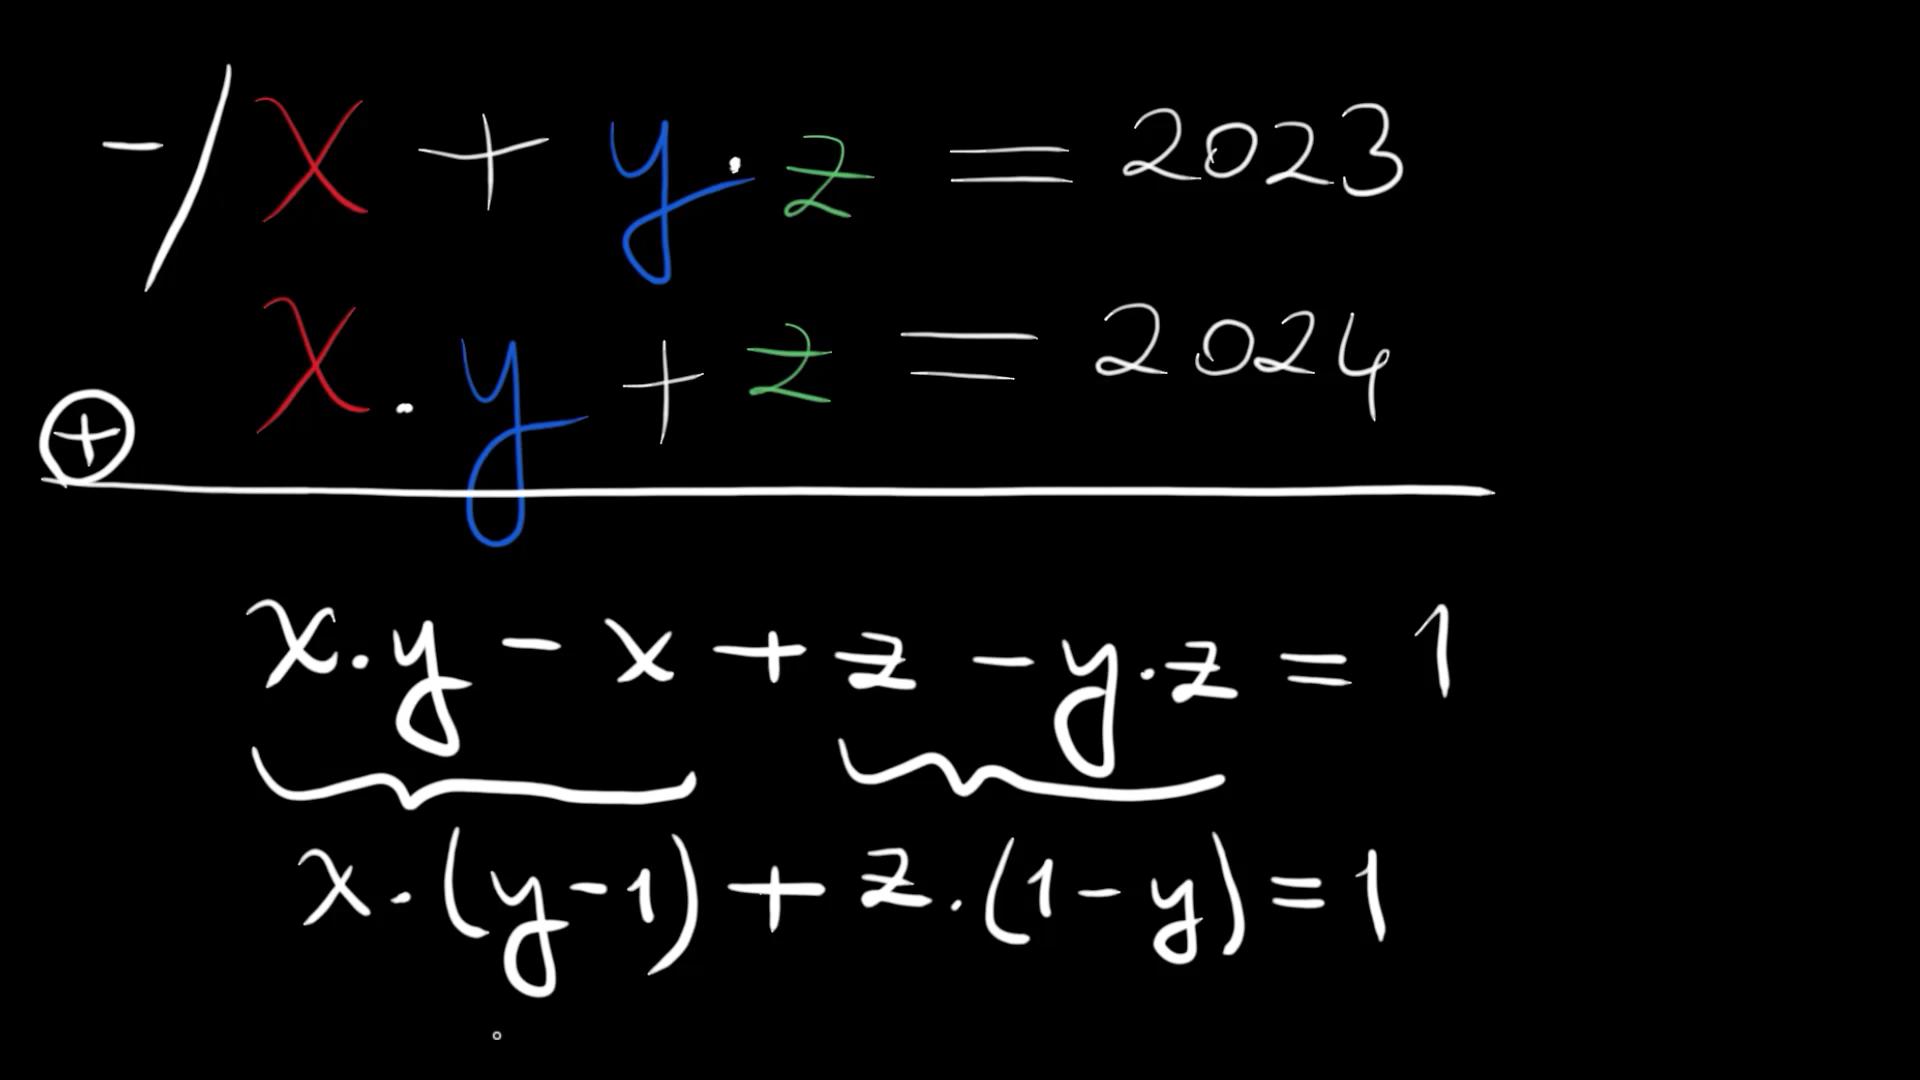 -/ x + y · z = 2023
x · y + z = 2024
⊕
x · y - x + z - y · z = 1
x · (y - 1) + z · (1 - y) = 1